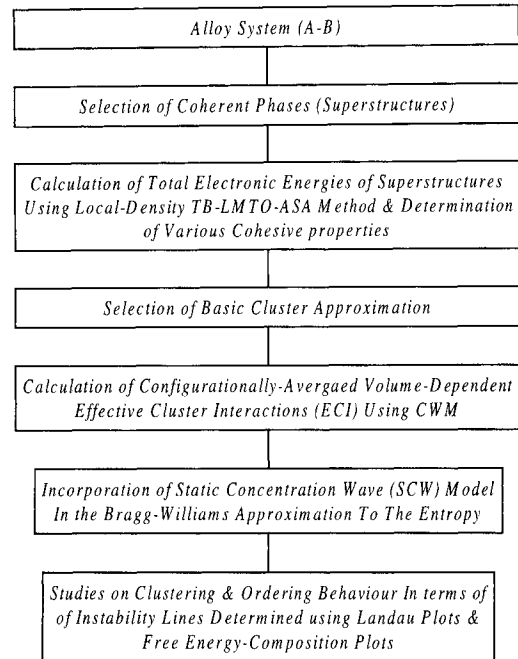 Alloy System (A-B)
Selection of Coherent Phases (Superstructures)
Calculation of Total Electronic Energies of Superstructures
Using Local-Density TB-LMTO-ASA Method & Determination
of Various Cohesive properties
Selection of Basic Cluster Approximation
Calculation of Configurationally-Avergaed Volume-Dependent
Effective Cluster Interactions (ECI) Using CWM
Incorporation of Static Concentration Wave (SCW) Model
In the Bragg-Williams Approximation To The Entropy
Studies on Clustering & Ordering Behaviour In terms of
of Instability Lines Determined using Landau Plots &
Free Energy-Composition Plots